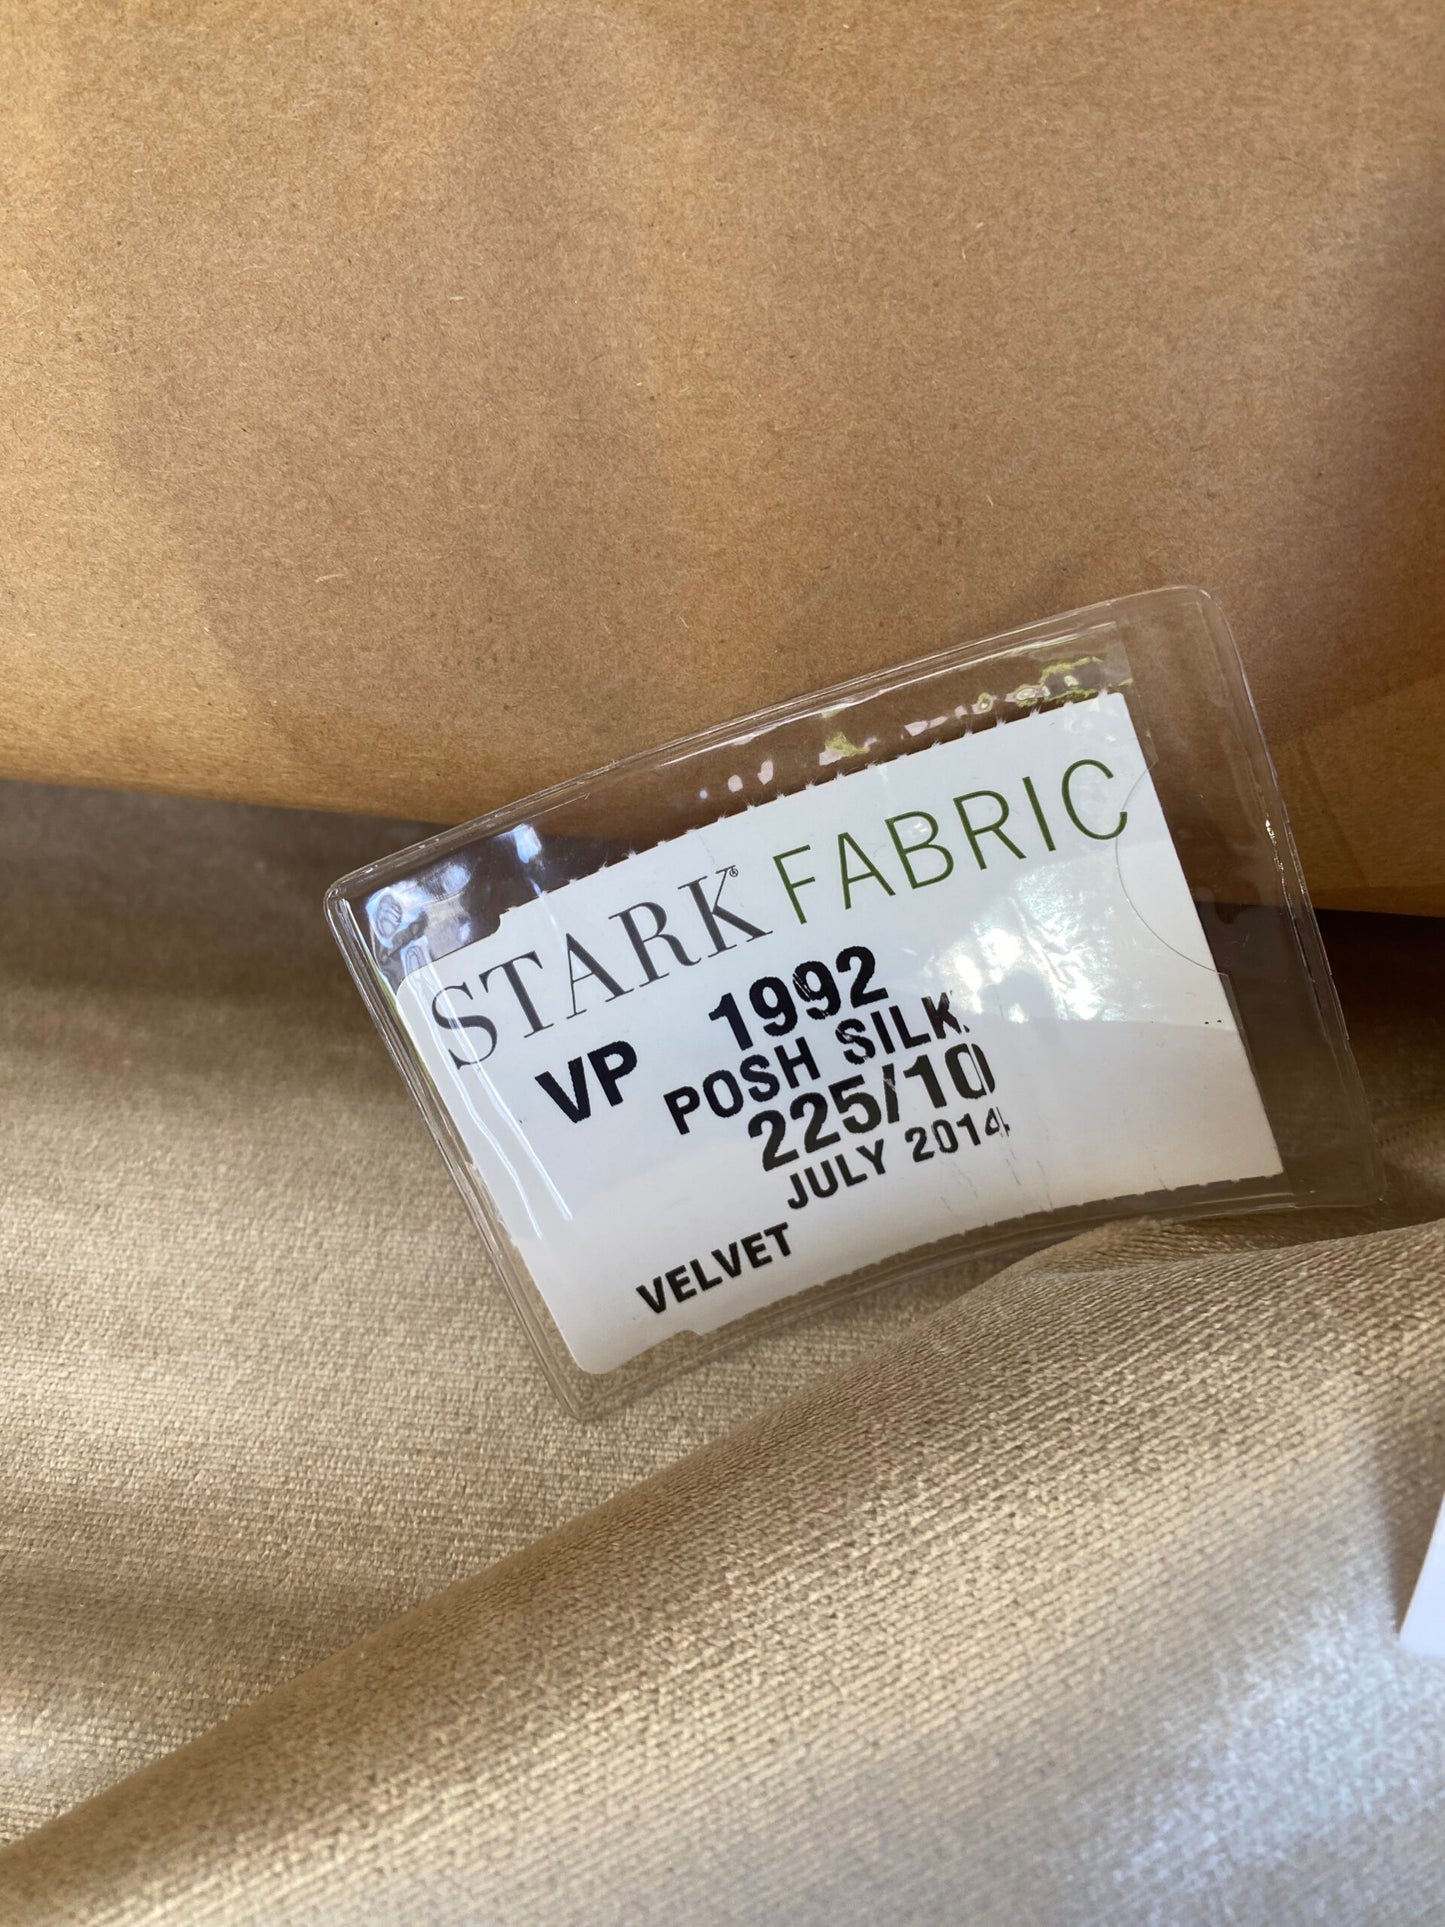 STARK® FABRIC
VP 1992
POSH SILK
225/10
JULY 2014
VELVET